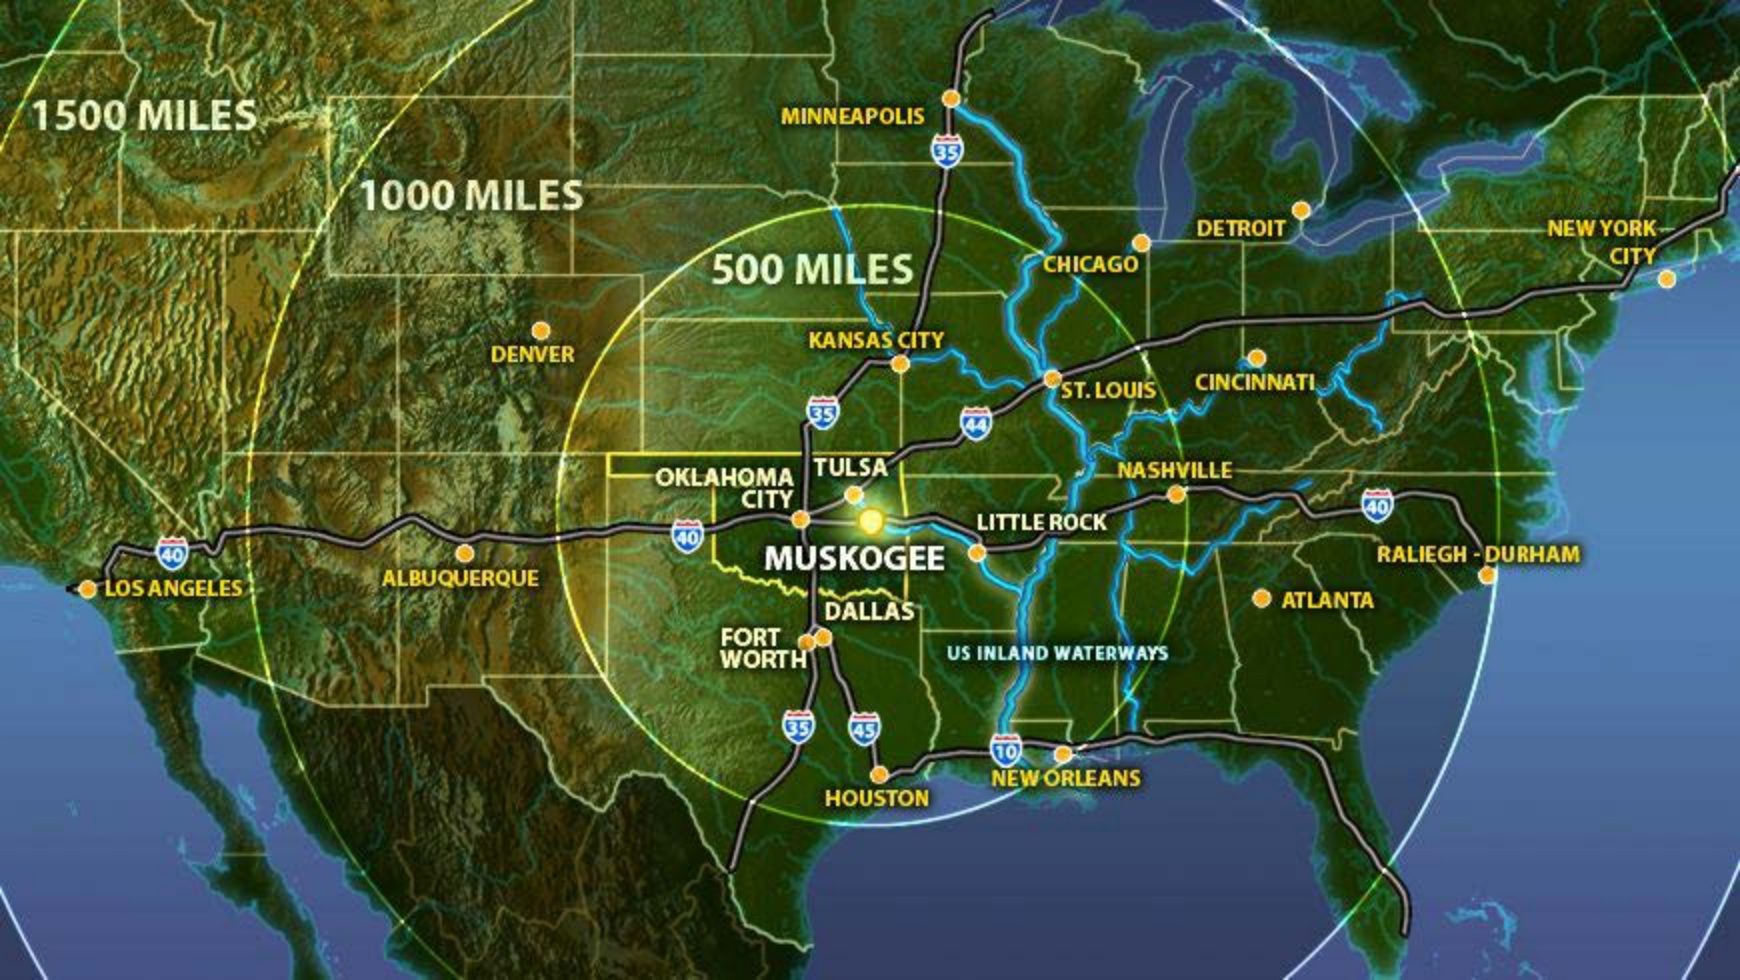 1500 MILES
1000 MILES
500 MILES
MINNEAPOLIS
35
DETROIT
NEW YORK
CITY
CHICAGO
DENVER
KANSAS CITY
ST. LOUIS
CINCINNATI
35
44
OKLAHOMA
CITY
TULSA
NASHVILLE
40
40
40
LITTLE ROCK
MUSKOGEE
RALIEGH - DURHAM
LOS ANGELES
ALBUQUERQUE
ATLANTA
DALLAS
FORT
WORTH
US INLAND WATERWAYS
35
45
10
NEW ORLEANS
HOUSTON